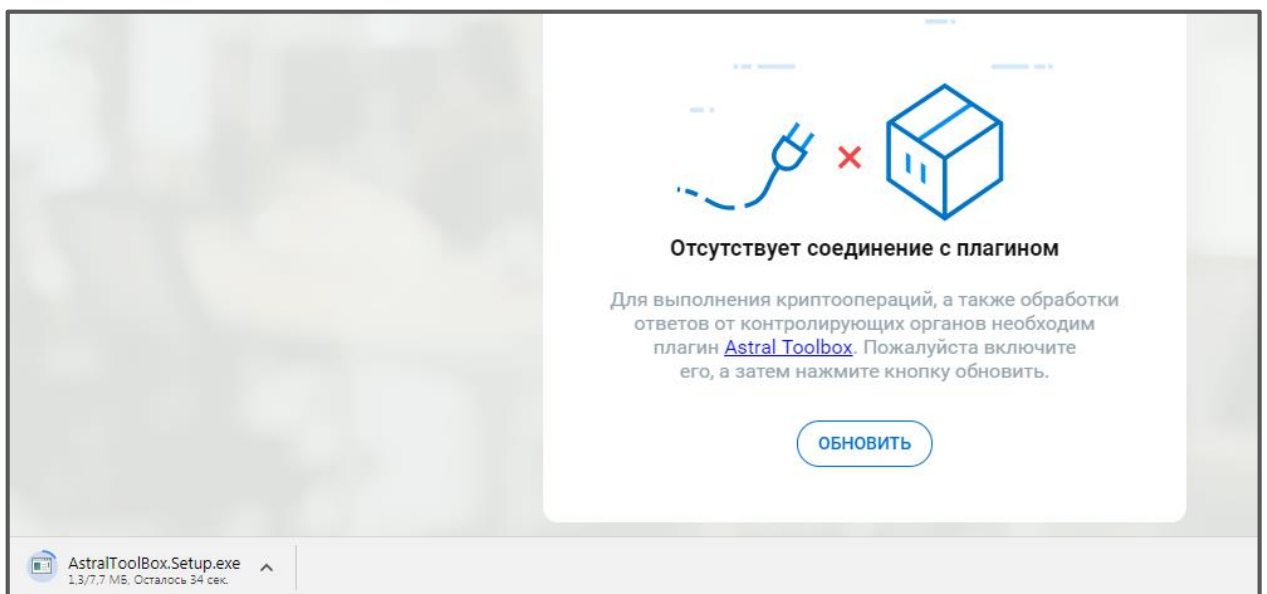 Отсутствует соединение с плагином
Для выполнения криптоопераций, а также обработки
ответов от контролирующих органов необходим
плагин Astral Toolbox. Пожалуйста включите
его, а затем нажмите кнопку обновить.
ОБНОВИТЬ
AstralToolBox.Setup.exe
1,3/7,7 МБ, Осталось 34 сек.